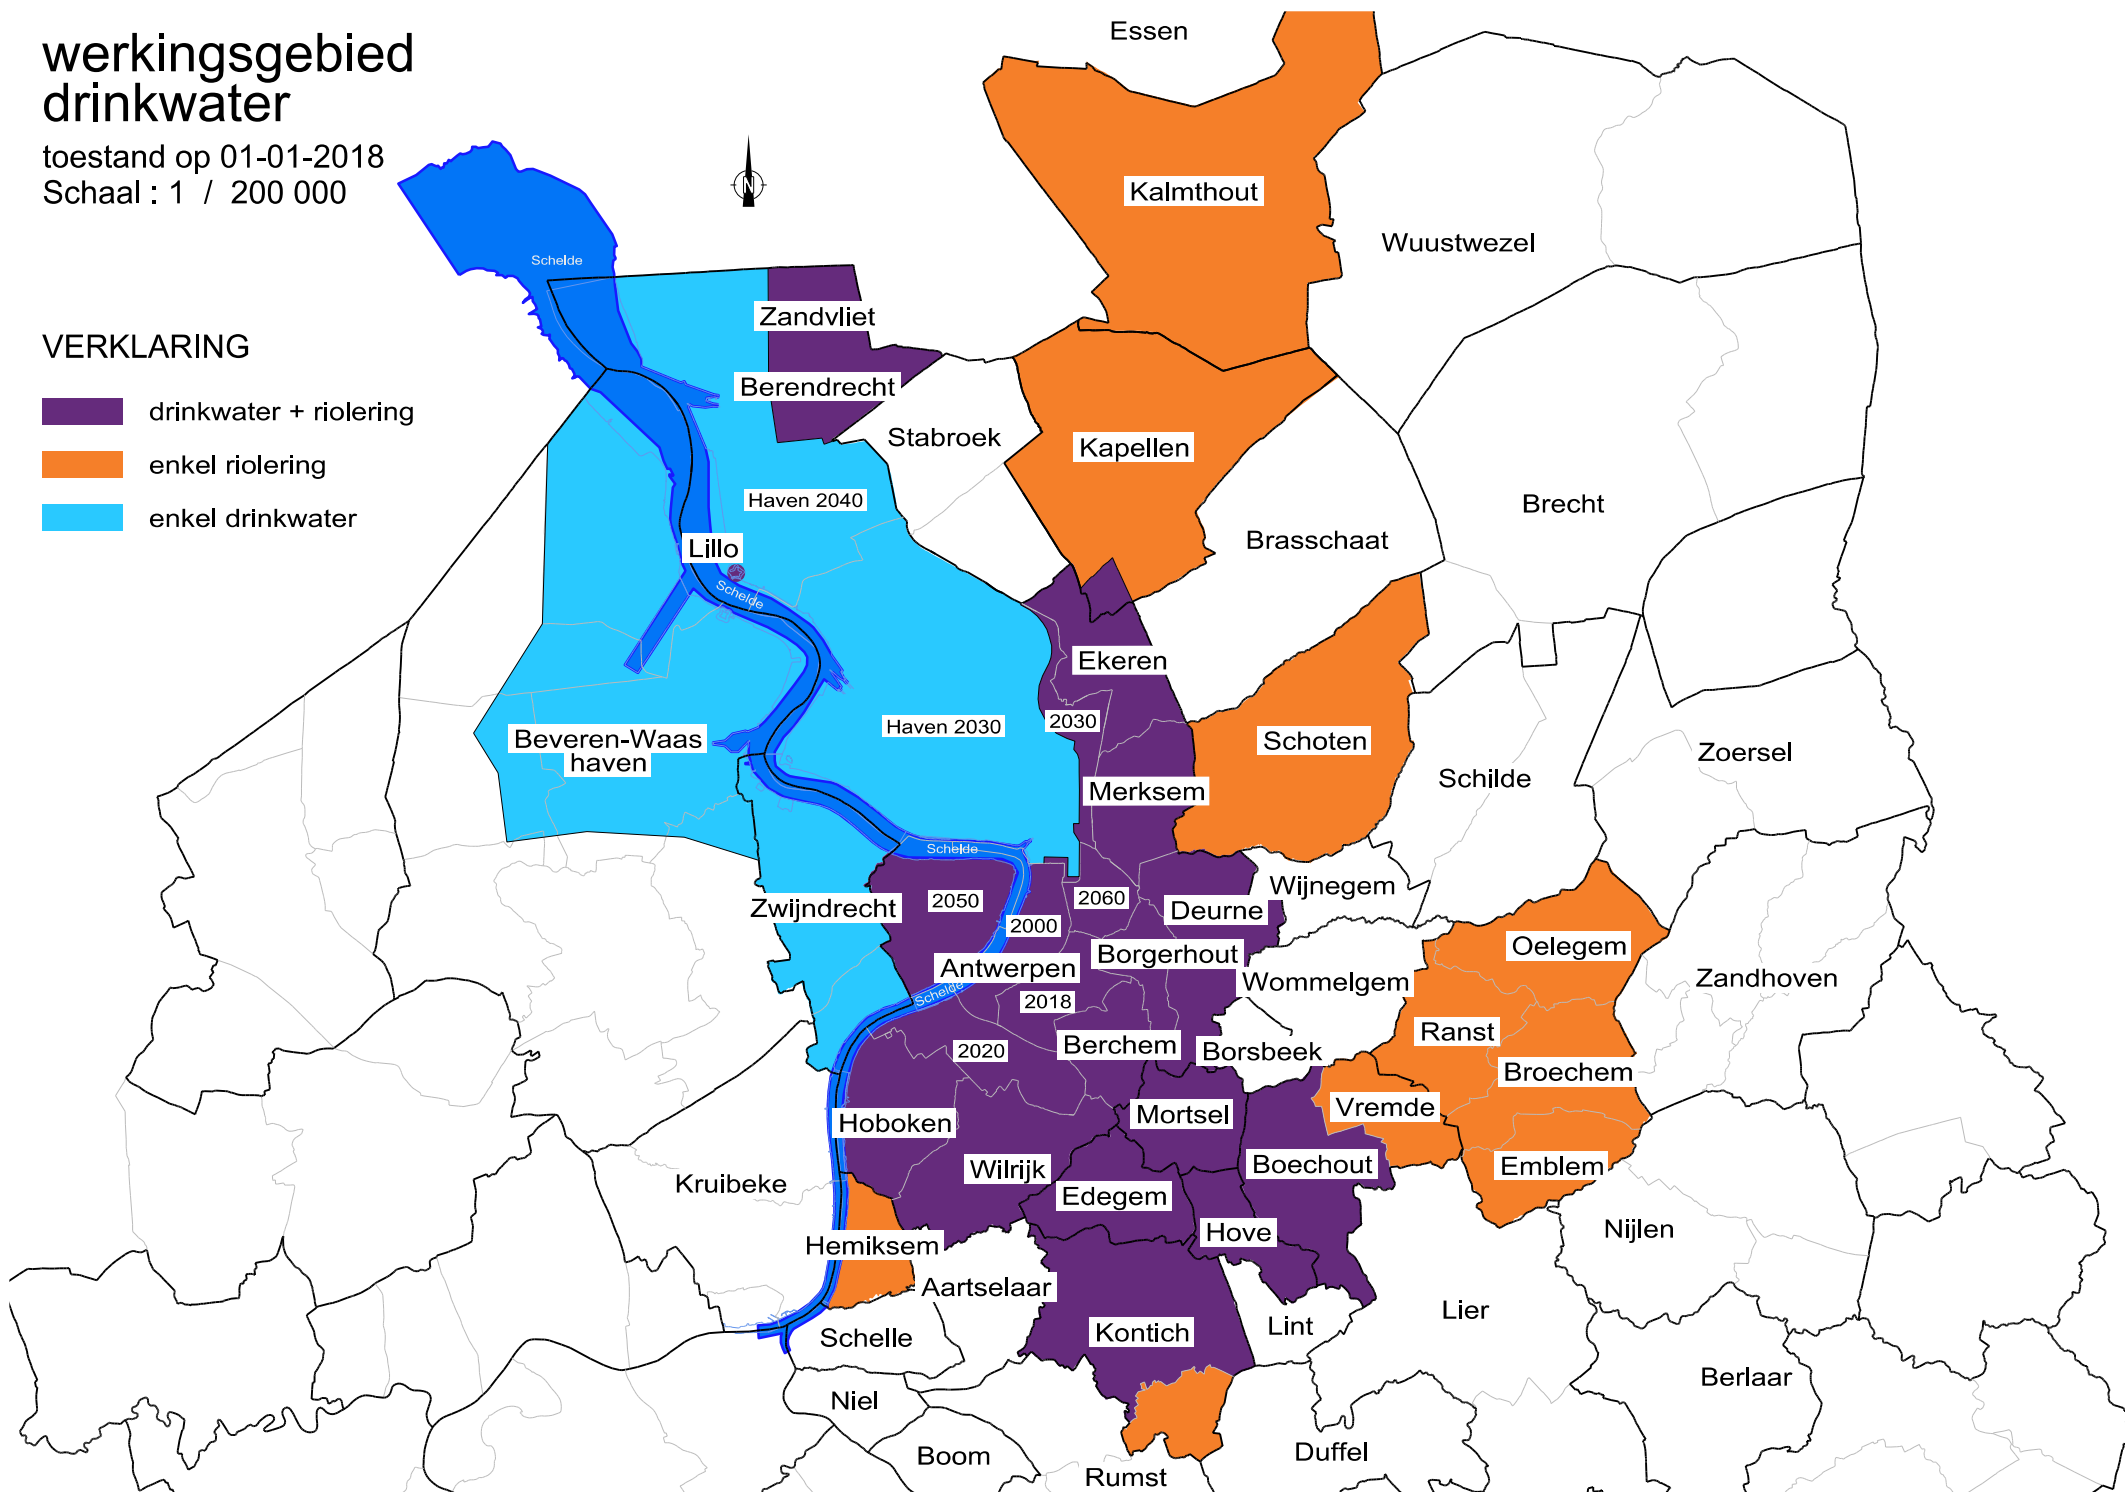 werkingsgebied
drinkwater
toestand op 01-01-2018
Schaal : 1 / 200 000
N
VERKLARING
drinkwater + riolering
enkel riolering
enkel drinkwater
Essen
Kalmthout
Wuustwezel
Schelde
Zandvliet
Berendrecht
Stabroek
Kapellen
Haven 2040
Brecht
Brasschaat
Lillo
Schelde
Ekeren
2030
Haven 2030
Beveren-Waas
haven
Schoten
Zoersel
Schilde
Merksem
Schelde
Wijnegem
2060
2050
Zwijndrecht
Deurne
2000
Oelegem
Borgerhout
Antwerpen
Wommelgem
Zandhoven
Schelde
2018
Ranst
Berchem
2020
Borsbeek
Broechem
Vremde
Mortsel
Hoboken
Boechout
Emblem
Wilrijk
Kruibeke
Edegem
Nijlen
Hove
Hemiksem
Aartselaar
Lier
Lint
Kontich
Schelle
Berlaar
Niel
Duffel
Boom
Rumst